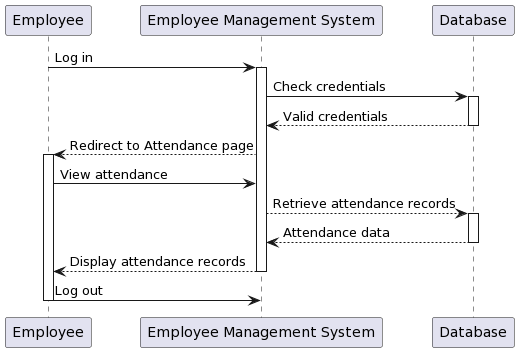 Employee
Employee Management System
Database
Log in
Check credentials
Valid credentials
Redirect to Attendance page
View attendance
Retrieve attendance records
Attendance data
Display attendance records
Log out
Employee
Employee Management System
Database